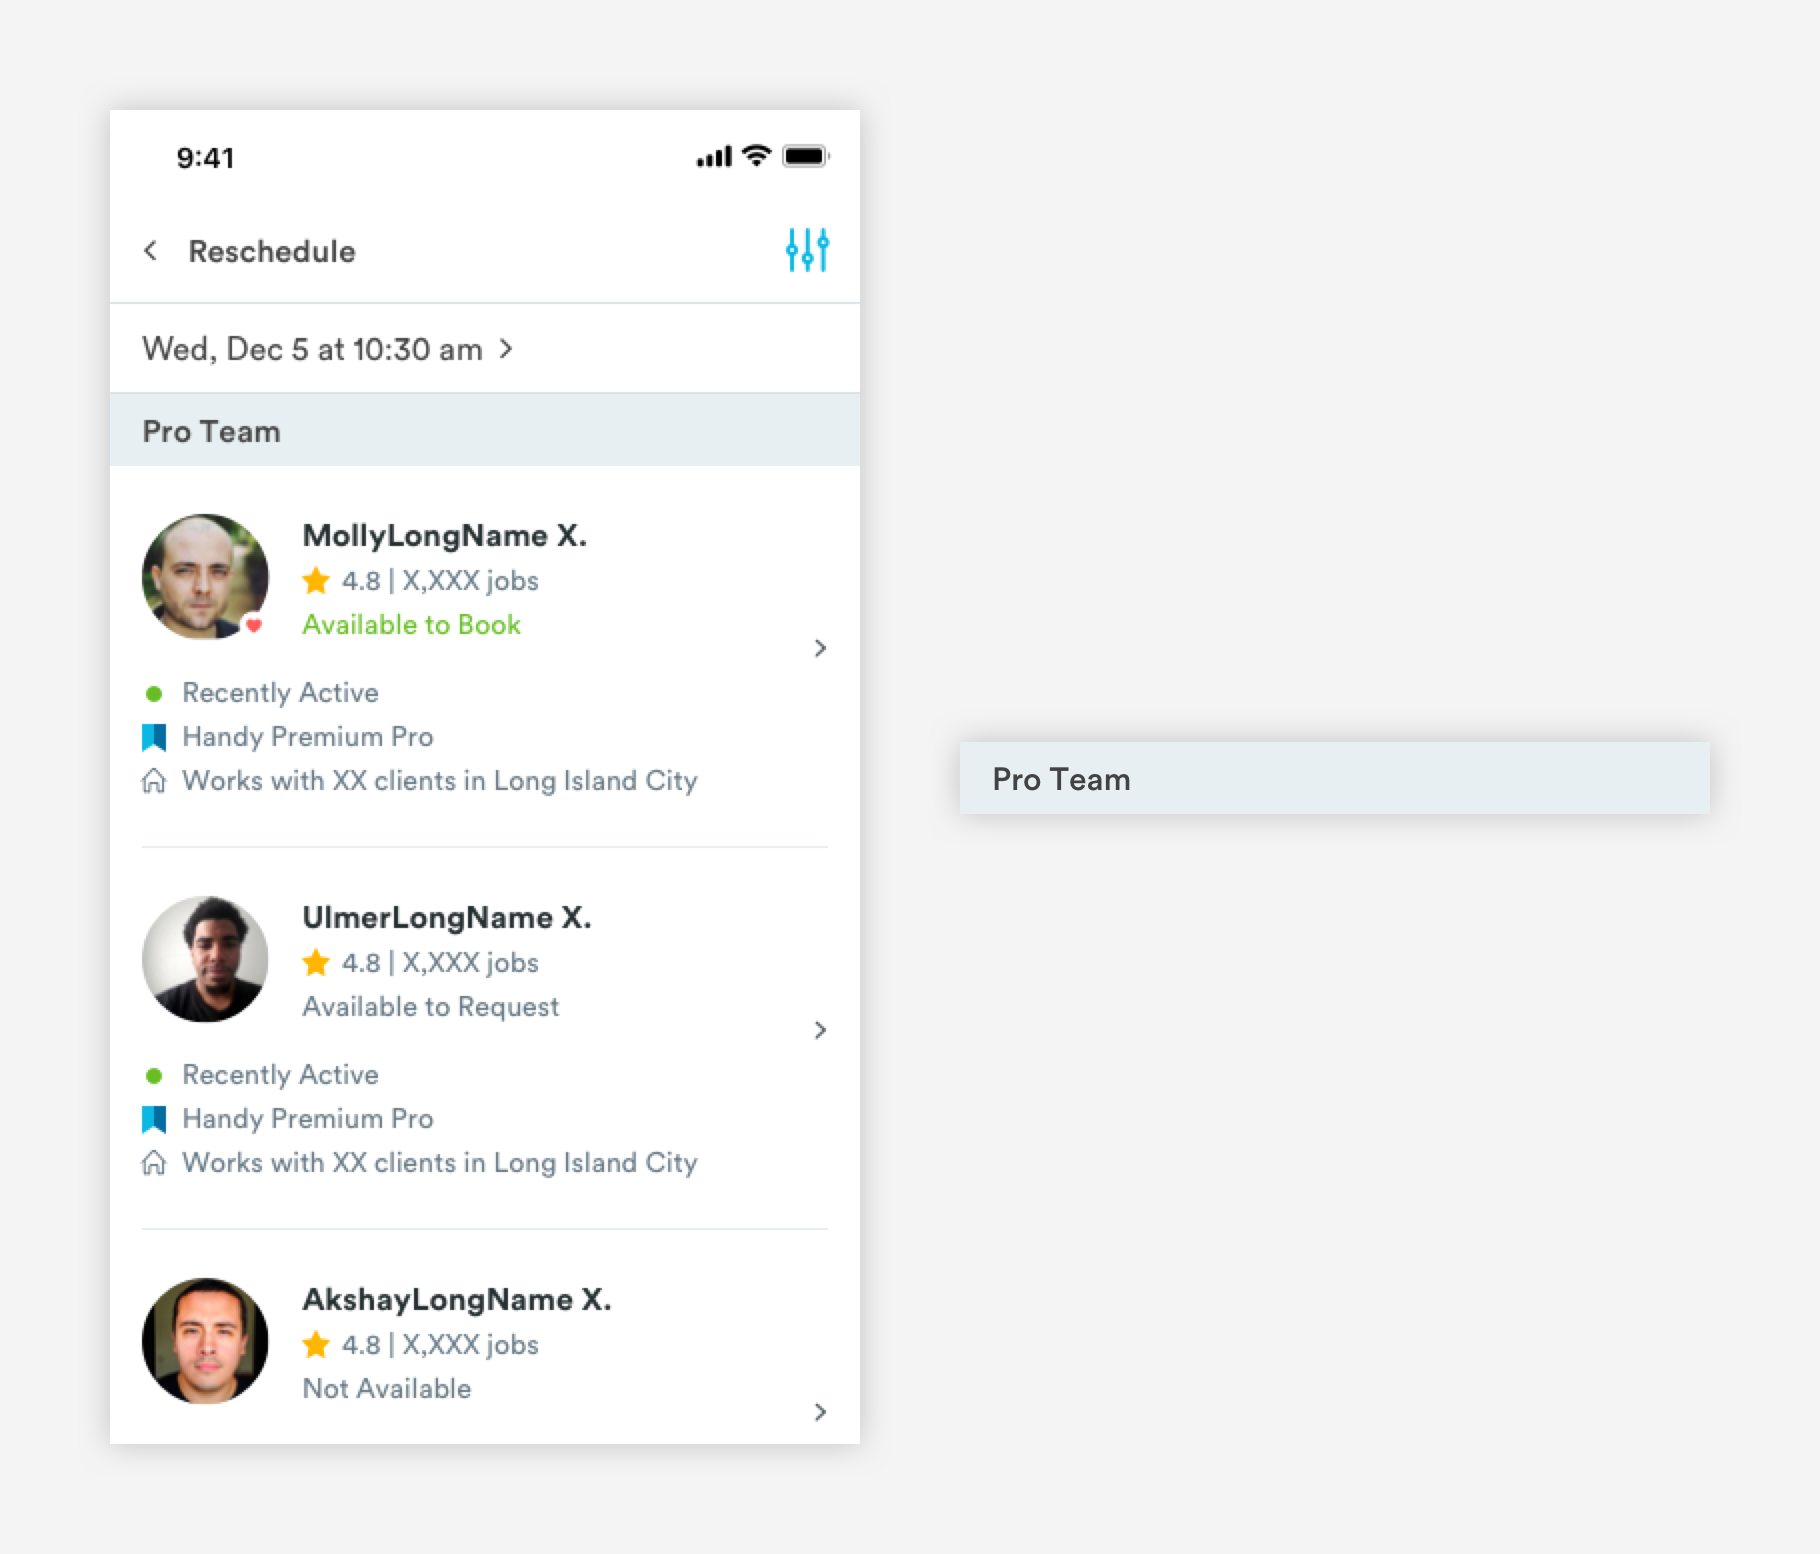 9:41
Reschedule
Wed, Dec 5 at 10:30 am
Pro Team
MollyLongName X.
4.8 | X,XXX jobs
Available to Book
Recently Active
Handy Premium Pro
Works with XX clients in Long Island City
UlmerLongName X.
4.8 | X,XXX jobs
Available to Request
Recently Active
Handy Premium Pro
Works with XX clients in Long Island City
AkshayLongName X.
4.8 | X,XXX jobs
Not Available
Pro Team